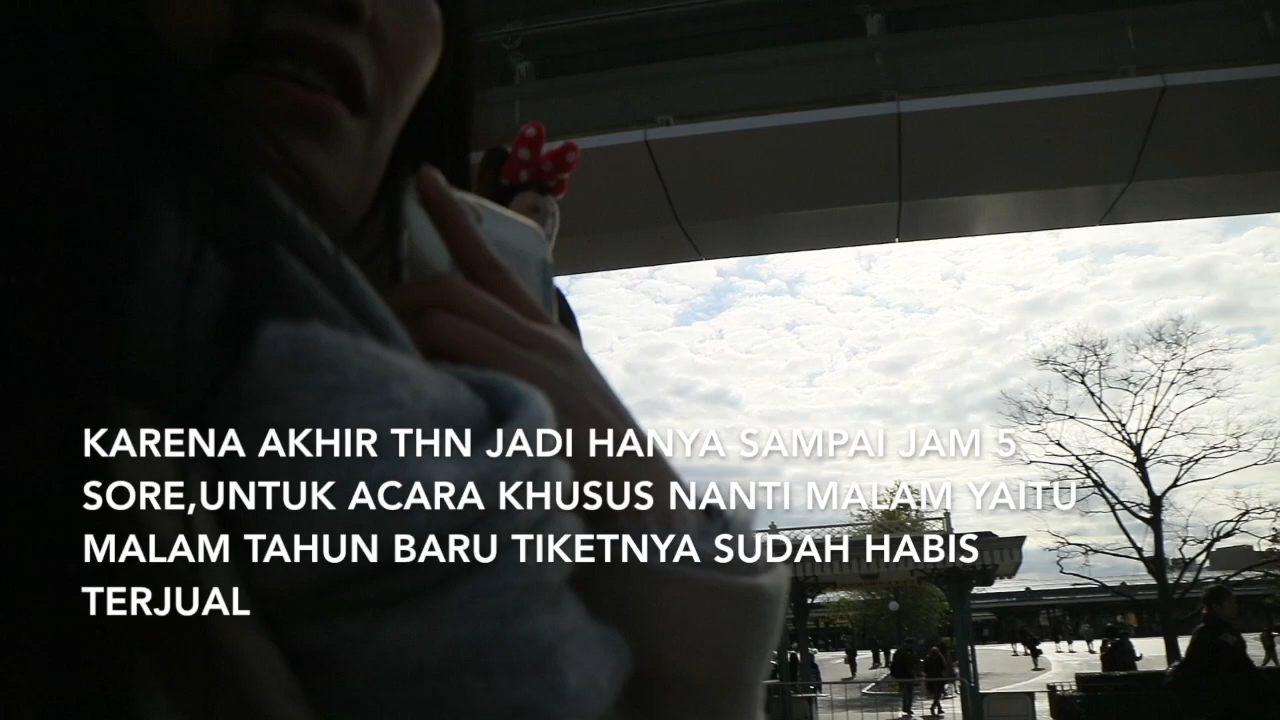 KARENA AKHIR THN JADI HANYA SAMPAI JAM 5
SORE,UNTUK ACARA KHUSUS NANTI MALAM YAITU
MALAM TAHUN BARU TIKETNYA SUDAH HABIS
TERJUAL